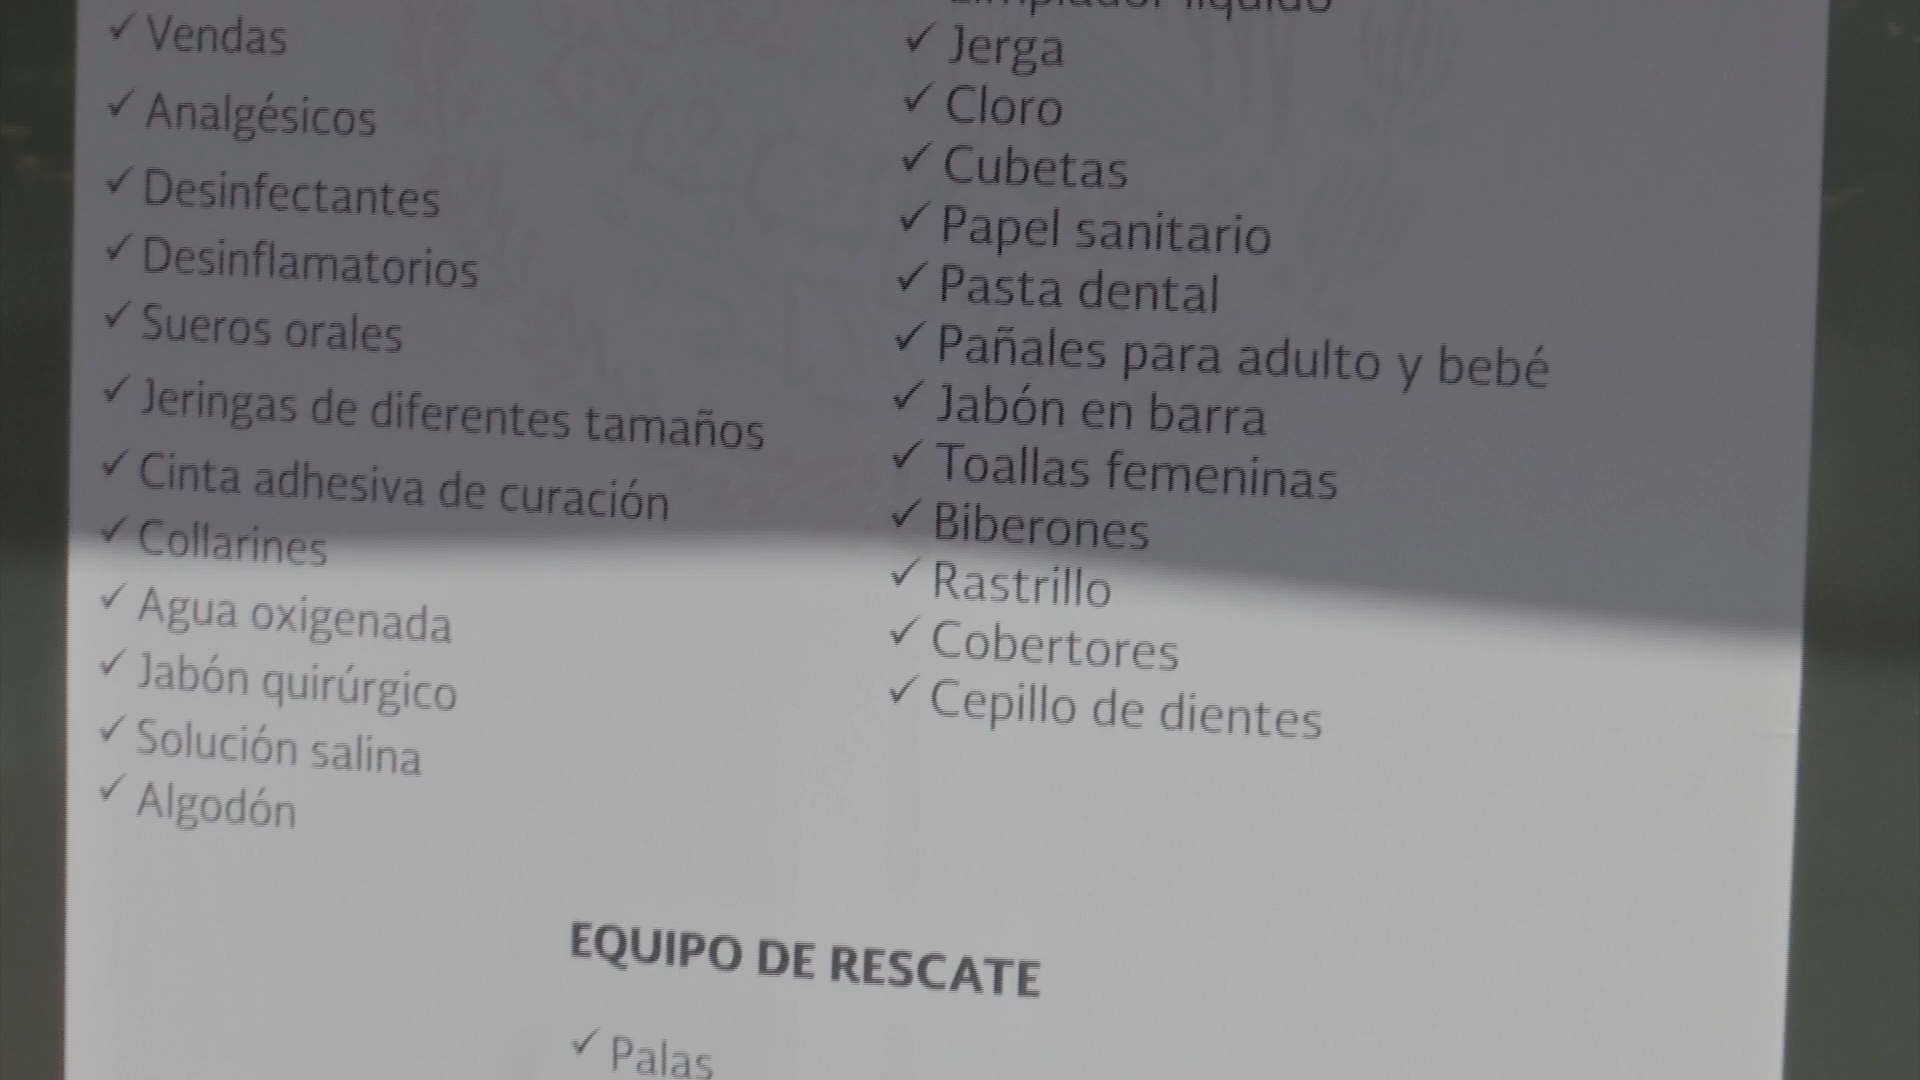 ✓ Vendas
✓ Analgésicos
✓ Desinfectantes
✓ Desinflamatorios
✓ Sueros orales
✓ Jeringas de diferentes tamaños
✓ Cinta adhesiva de curación
✓ Collarines
✓ Agua oxigenada
✓ Jabón quirúrgico
✓ Solución salina
✓ Algodón
Limpiador líquido
✓ Jerga
✓ Cloro
✓ Cubetas
✓ Papel sanitario
✓ Pasta dental
✓ Pañales para adulto y bebé
✓ Jabón en barra
✓ Toallas femeninas
✓ Biberones
✓ Rastrillo
✓ Cobertores
✓ Cepillo de dientes
EQUIPO DE RESCATE
✓ Palas